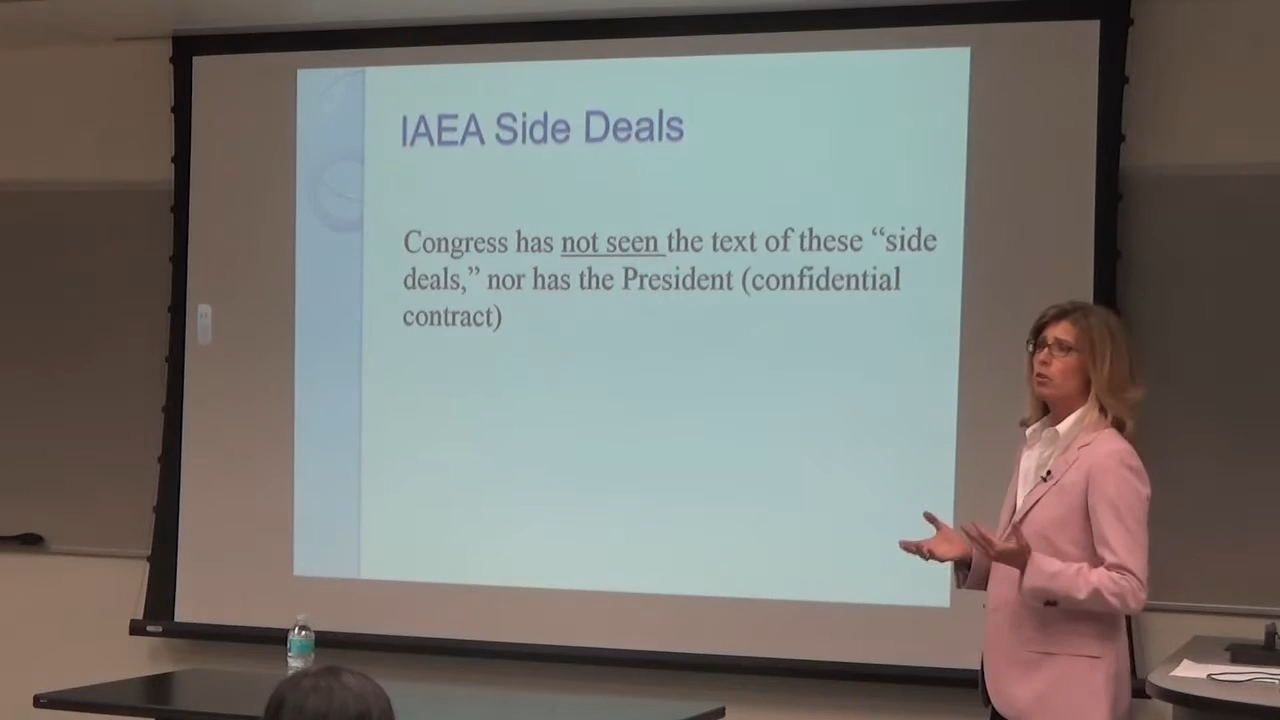 IAEA Side Deals
Congress has not seen the text of these “side
deals,” nor has the President (confidential
contract)